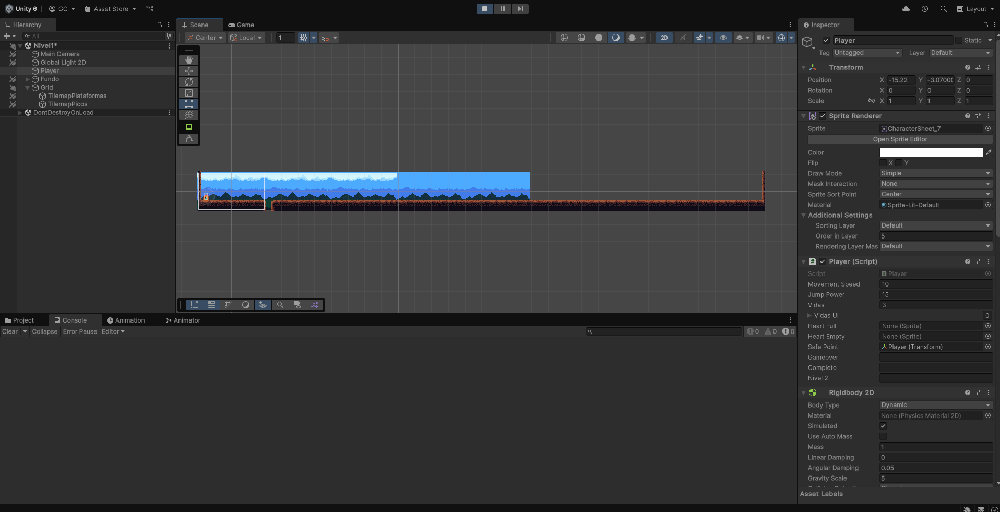 Unity 6 GG Asset Store Layout
Hierarchy
All
Nivel1*
Main Camera
Global Light 2D
Player
Fundo
Grid
TilemapPlataformas
TilemapPicos
DontDestroyOnLoad
Scene Game
Center Local 1 2D
Project Console Animation Animator
Clear Collapse Error Pause Editor 0 0 0
Inspector
Player Static
Tag Untagged Layer Default
Transform
Position X -15.22 Y -3.0700( Z 0
Rotation X 0 Y 0 Z 0
Scale X 1 Y 1 Z 1
Sprite Renderer
Sprite CharacterSheet_7
Open Sprite Editor
Color
Flip X Y
Draw Mode Simple
Mask Interaction None
Sprite Sort Point Center
Material Sprite-Lit-Default
Additional Settings
Sorting Layer Default
Order in Layer 5
Rendering Layer Mas Default
Player (Script)
Script Player
Movement Speed 10
Jump Power 15
Vidas 3
Vidas UI 0
Heart Full None (Sprite)
Heart Empty None (Sprite)
Safe Point Player (Transform)
Gameover
Completo
Nivel 2
Rigidbody 2D
Body Type Dynamic
Material None (Physics Material 2D)
Simulated
Use Auto Mass
Mass 1
Linear Damping 0
Angular Damping 0.05
Gravity Scale 5
Asset Labels